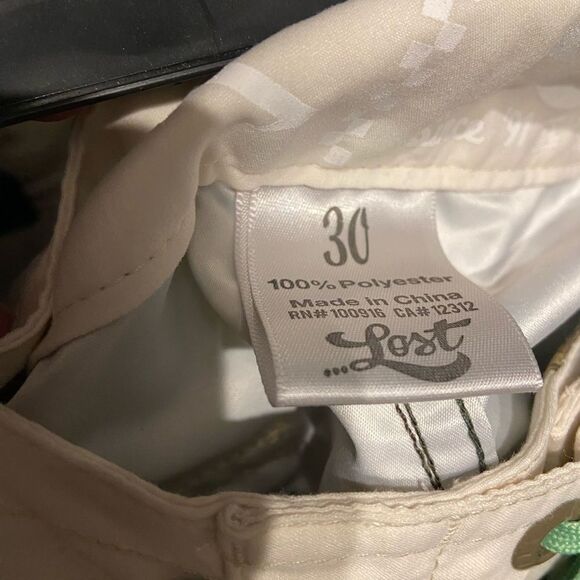 30
100% Polyester
Made in China
RN# 100916 CA# 12312
...Lost